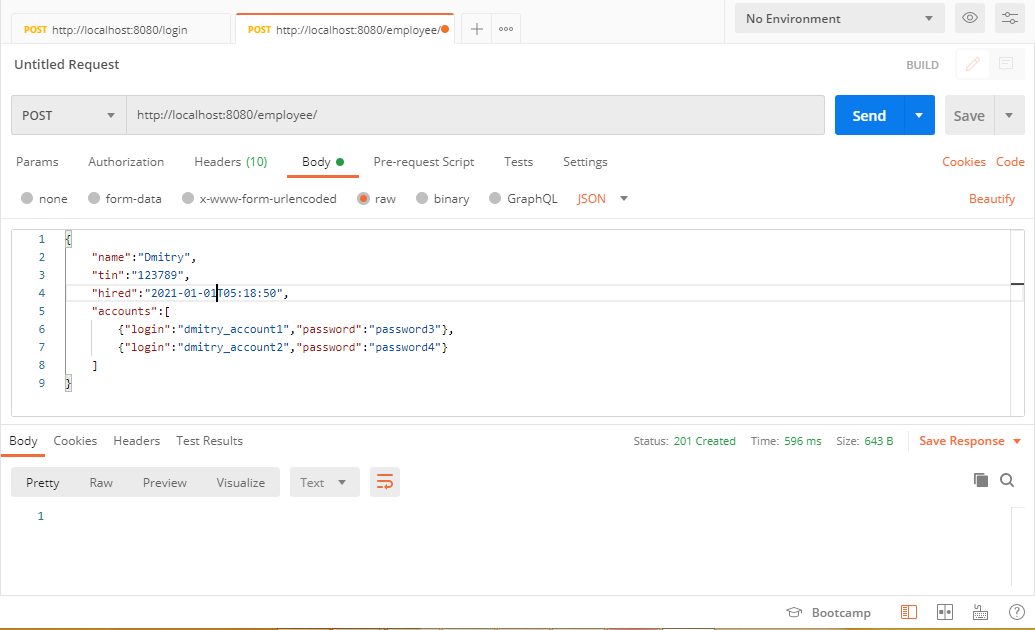 POST http://localhost:8080/login
POST http://localhost:8080/employee/
No Environment
Untitled Request
BUILD
POST
http://localhost:8080/employee/
Send
Save
Params Authorization Headers (10) Body Pre-request Script Tests Settings Cookies Code
none form-data x-www-form-urlencoded raw binary GraphQL JSON Beautify
1 {
2 "name":"Dmitry",
3 "tin":"123789",
4 "hired":"2021-01-01T05:18:50",
5 "accounts":[
6 {"login":"dmitry_account1","password":"password3"},
7 {"login":"dmitry_account2","password":"password4"}
8 ]
9 }
Body Cookies Headers Test Results Status: 201 Created Time: 596 ms Size: 643 B Save Response
Pretty Raw Preview Visualize Text
1
Bootcamp